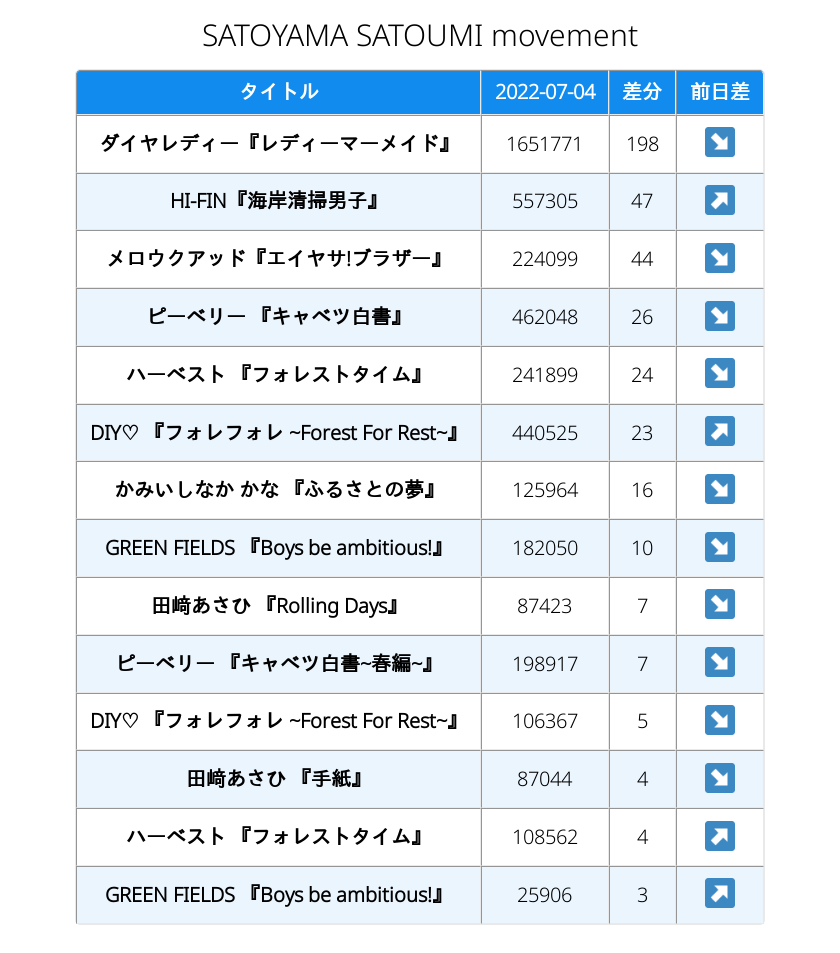 SATOYAMA SATOUMI movement
タイトル 2022-07-04 差分 前日差
ダイヤレディー『レディーマーメイド』 1651771 198 ↘
HI-FIN『海岸清掃男子』 557305 47 ↗
メロウクアッド『エイヤサ!ブラザー』 224099 44 ↘
ピーベリー 『キャベツ白書』 462048 26 ↘
ハーベスト 『フォレストタイム』 241899 24 ↘
DIY♡ 『フォレフォレ ~Forest For Rest~』 440525 23 ↗
かみいしなか かな 『ふるさとの夢』 125964 16 ↘
GREEN FIELDS 『Boys be ambitious!』 182050 10 ↘
田﨑あさひ 『Rolling Days』 87423 7 ↘
ピーベリー 『キャベツ白書~春編~』 198917 7 ↘
DIY♡ 『フォレフォレ ~Forest For Rest~』 106367 5 ↘
田﨑あさひ 『手紙』 87044 4 ↘
ハーベスト 『フォレストタイム』 108562 4 ↗
GREEN FIELDS 『Boys be ambitious!』 25906 3 ↗